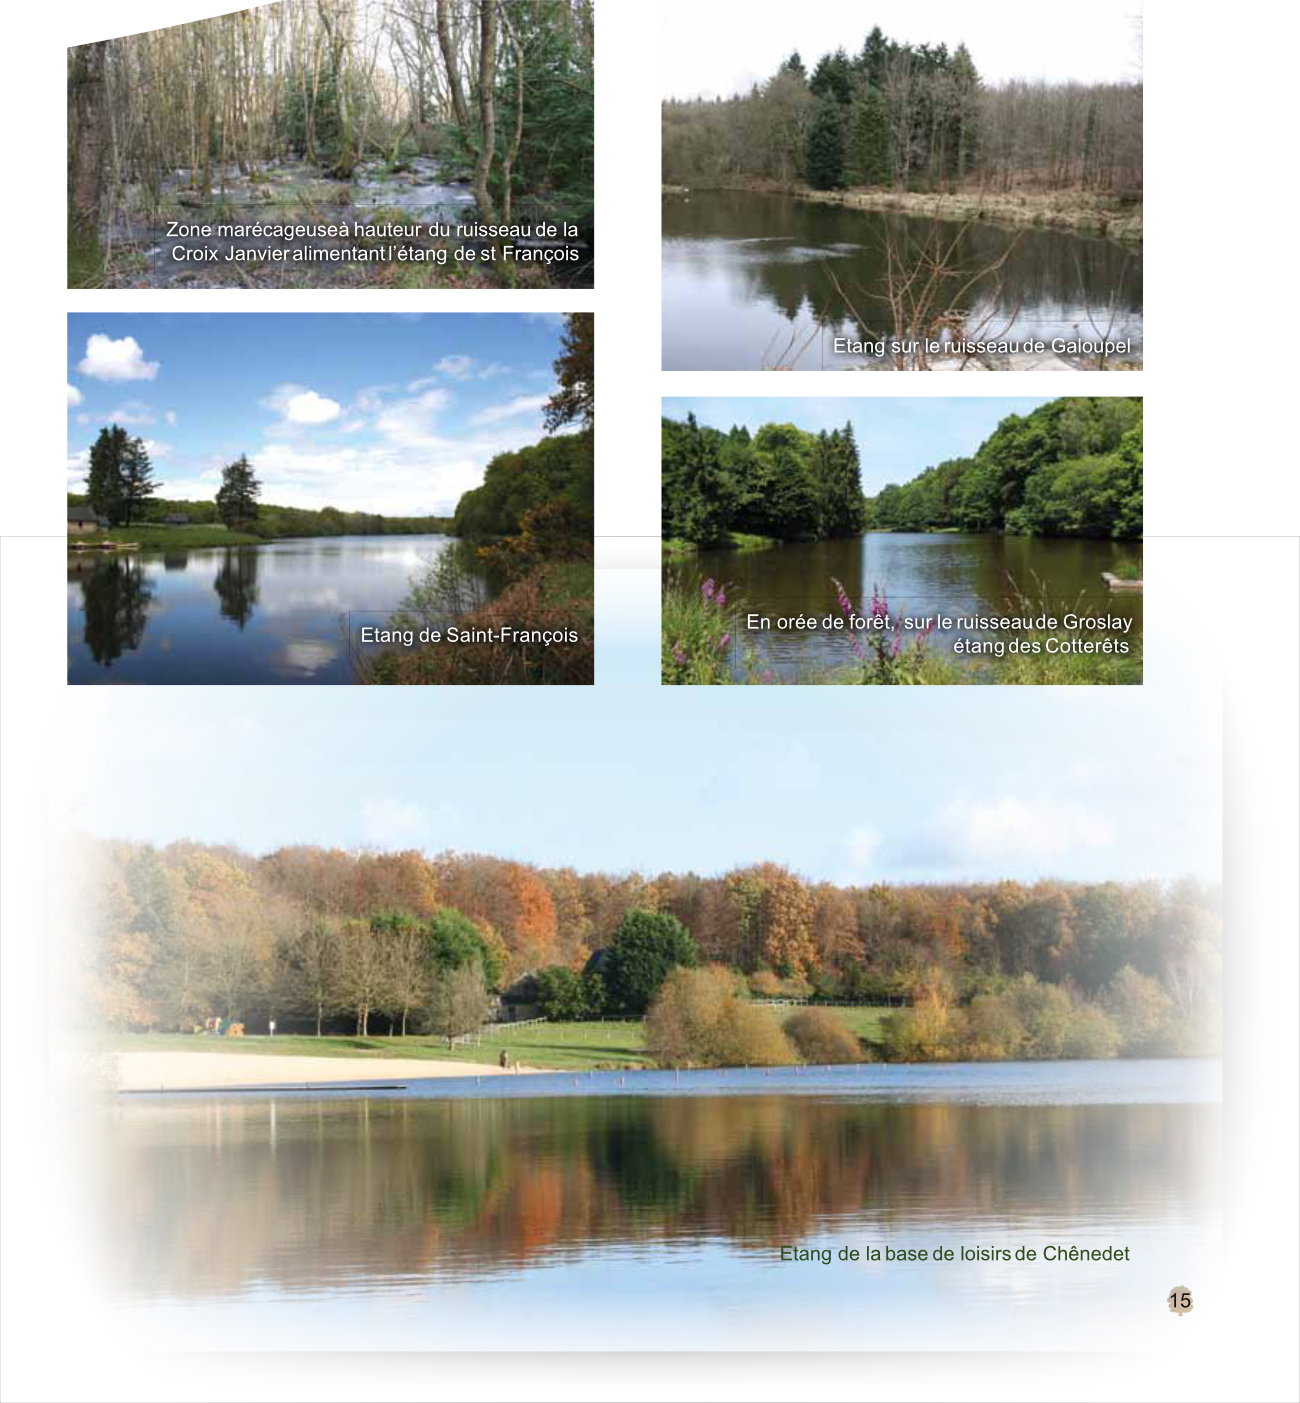 Zone marécageuse à hauteur du ruisseau de la
Croix Janvier alimentant l'étang de st François
Etang sur le ruisseau de Galoupel
Etang de Saint-François
En orée de forêt, sur le ruisseau de Groslay
étang des Cotterêts
Etang de la base de loisirs de Chênedet
15